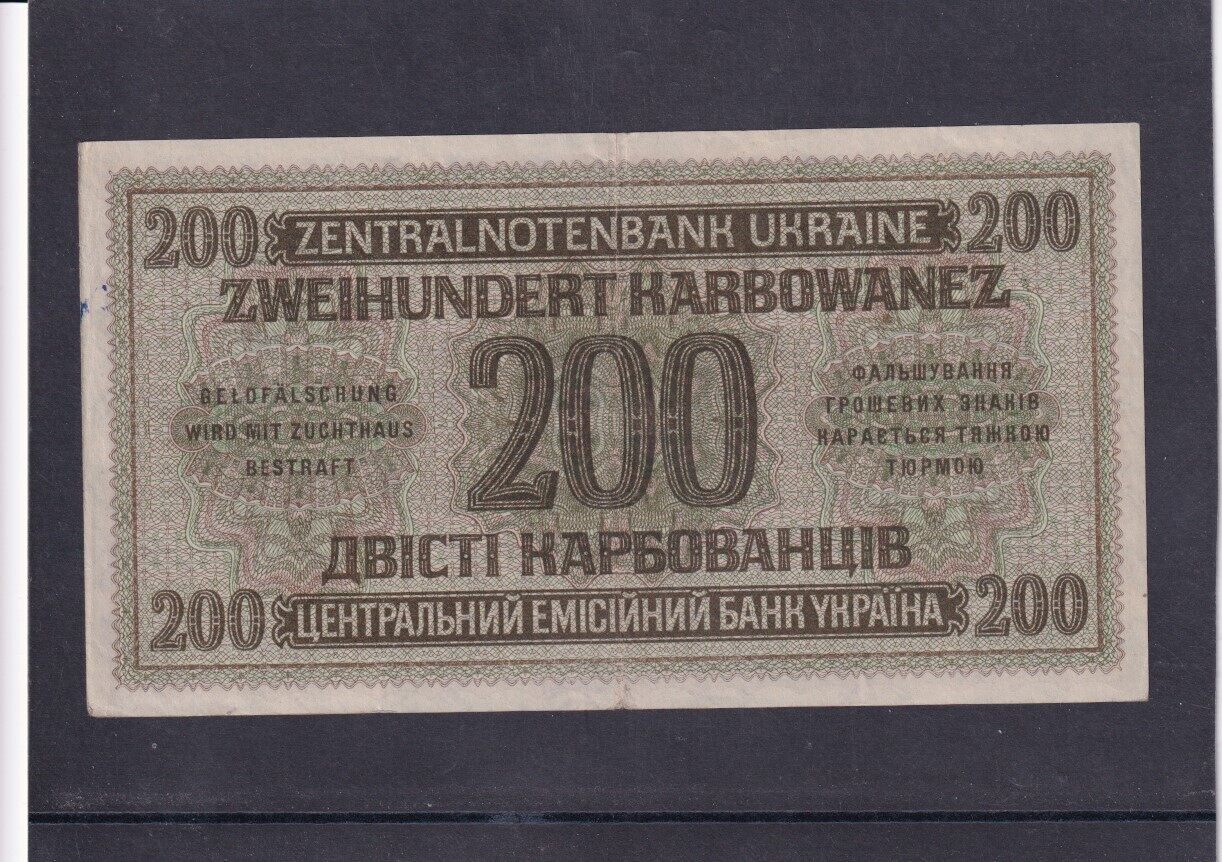 200 ZENTRALNOTENBANK UKRAINE 200
ZWEIHUNDERT KARBOWANEZ
200
GELDFÄLSCHUNG
WIRD MIT ZUCHTHAUS
BESTRAFT
ФАЛЬШУВАННЯ
ГРОШЕВИХ ЗНАКІВ
КАРАЄТЬСЯ ТЯЖКОЮ
ТЮРМОЮ
ДВІСТІ КАРБОВАНЦІВ
200 ЦЕНТРАЛЬНИЙ ЕМІСІЙНИЙ БАНК УКРАЇНА 200